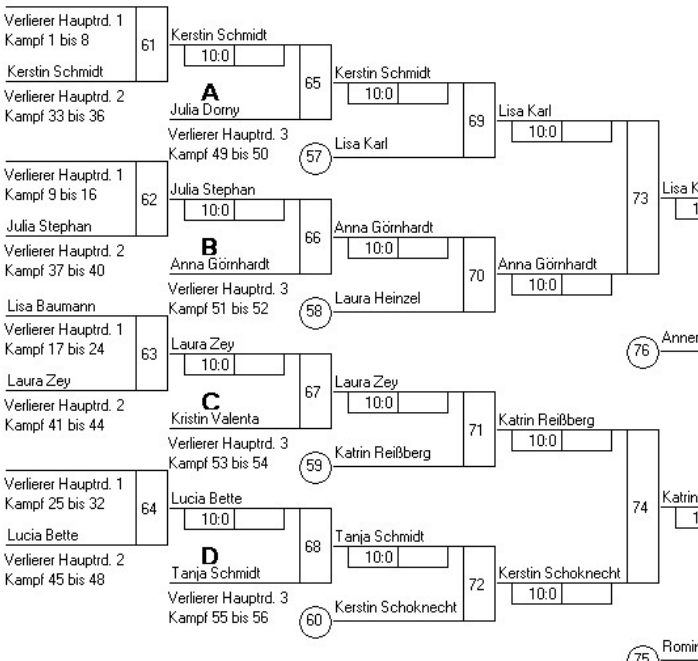 Verlierer Hauptrd. 1
Kampf 1 bis 8
61
Kerstin Schmidt
10:0
Kerstin Schmidt
A
65
Kerstin Schmidt
10:0
Verlierer Hauptrd. 2
Kampf 33 bis 36
Julia Dorny
69
Lisa Karl
10:0
Verlierer Hauptrd. 3
Kampf 49 bis 50
57
Lisa Karl
Verlierer Hauptrd. 1
Kampf 9 bis 16
62
Julia Stephan
10:0
73
Lisa K
1
Julia Stephan
B
66
Anna Görnhardt
10:0
Verlierer Hauptrd. 2
Kampf 37 bis 40
Anna Görnhardt
70
Anna Görnhardt
10:0
Verlierer Hauptrd. 3
Kampf 51 bis 52
58
Laura Heinzel
Lisa Baumann
Verlierer Hauptrd. 1
Kampf 17 bis 24
63
Laura Zey
10:0
76
Anner
Laura Zey
C
67
Laura Zey
10:0
Verlierer Hauptrd. 2
Kampf 41 bis 44
Kristin Valenta
71
Katrin Reißberg
10:0
Verlierer Hauptrd. 3
Kampf 53 bis 54
59
Katrin Reißberg
Verlierer Hauptrd. 1
Kampf 25 bis 32
64
Lucia Bette
10:0
74
Katrin
1
Lucia Bette
D
68
Tanja Schmidt
10:0
Verlierer Hauptrd. 2
Kampf 45 bis 48
Tanja Schmidt
72
Kerstin Schoknecht
10:0
Verlierer Hauptrd. 3
Kampf 55 bis 56
60
Kerstin Schoknecht
75
Romin